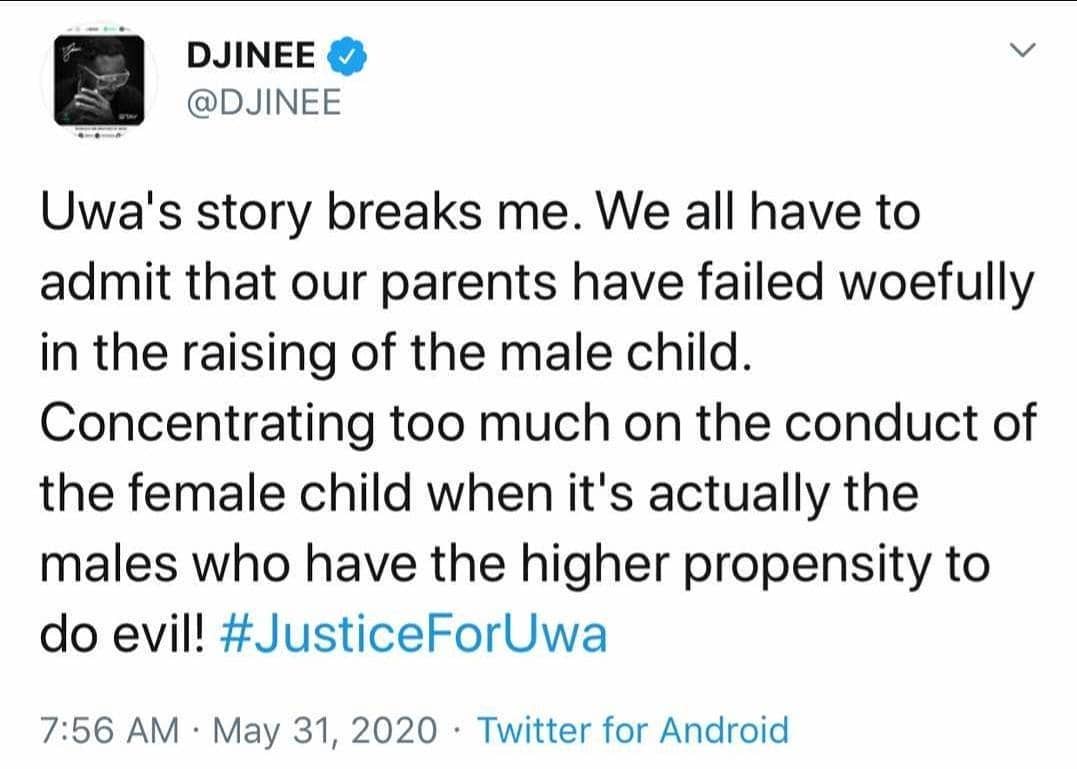 DJINEE
@DJINEE
Uwa's story breaks me. We all have to
admit that our parents have failed woefully
in the raising of the male child.
Concentrating too much on the conduct of
the female child when it's actually the
males who have the higher propensity to
do evil! #JusticeForUwa
7:56 AM · May 31, 2020 · Twitter for Android